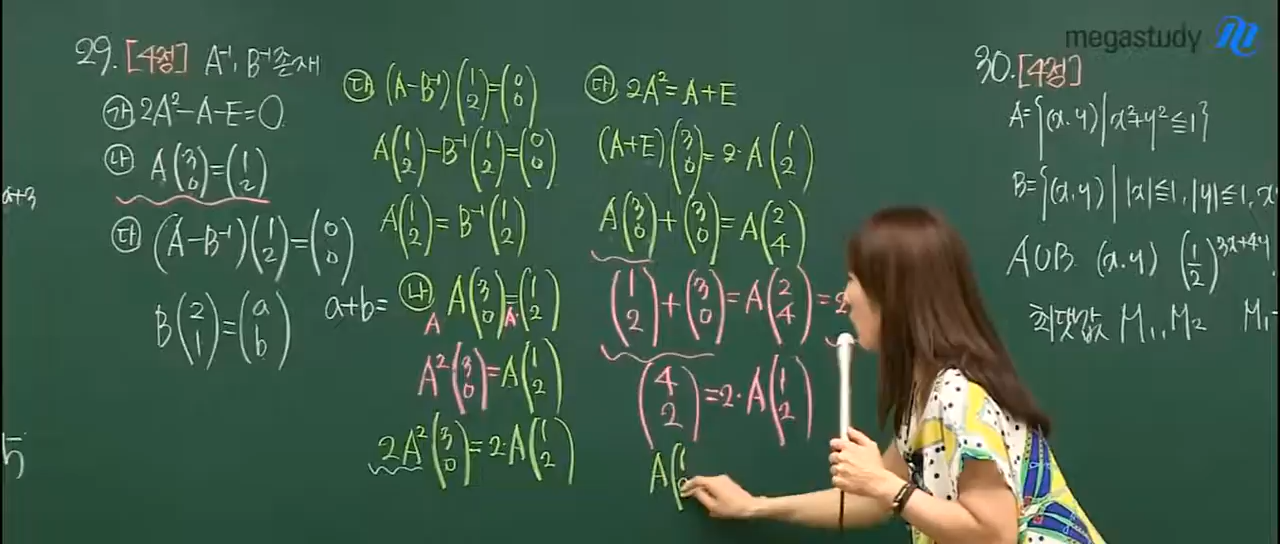 megastudy
29. [4점] A⁻¹, B⁻¹ 존재
㉮ 2A²-A-E=O
㉯ A(3 0)=(1 2)
㉰ (A-B⁻¹)(1 2)=(0 0)
B(2 1)=(a b) a+b=
㉰ (A-B⁻¹)(1 2)=(0 0)
A(1 2)-B⁻¹(1 2)=(0 0)
A(1 2)=B⁻¹(1 2)
㉯ A(3 0)=(1 2)
A A
A²(3 0)=A(1 2)
2A²(3 0)=2·A(1 2)
㉰ 2A²=A+E
(A+E)(3 0)=2·A(1 2)
A(3 0)+(3 0)=A(2 4)
(1 2)+(3 0)=A(2 4)=2
(4 2)=2·A(1 2)
A(1
30. [4점]
A={(x,y)|x²+y²≦1}
B={(x,y)| |x|≦1, |y|≦1, x
A∪B (x,y) (1/2)^(3x+4y)
최댓값 M₁, M₂ M₁-
a+3
5